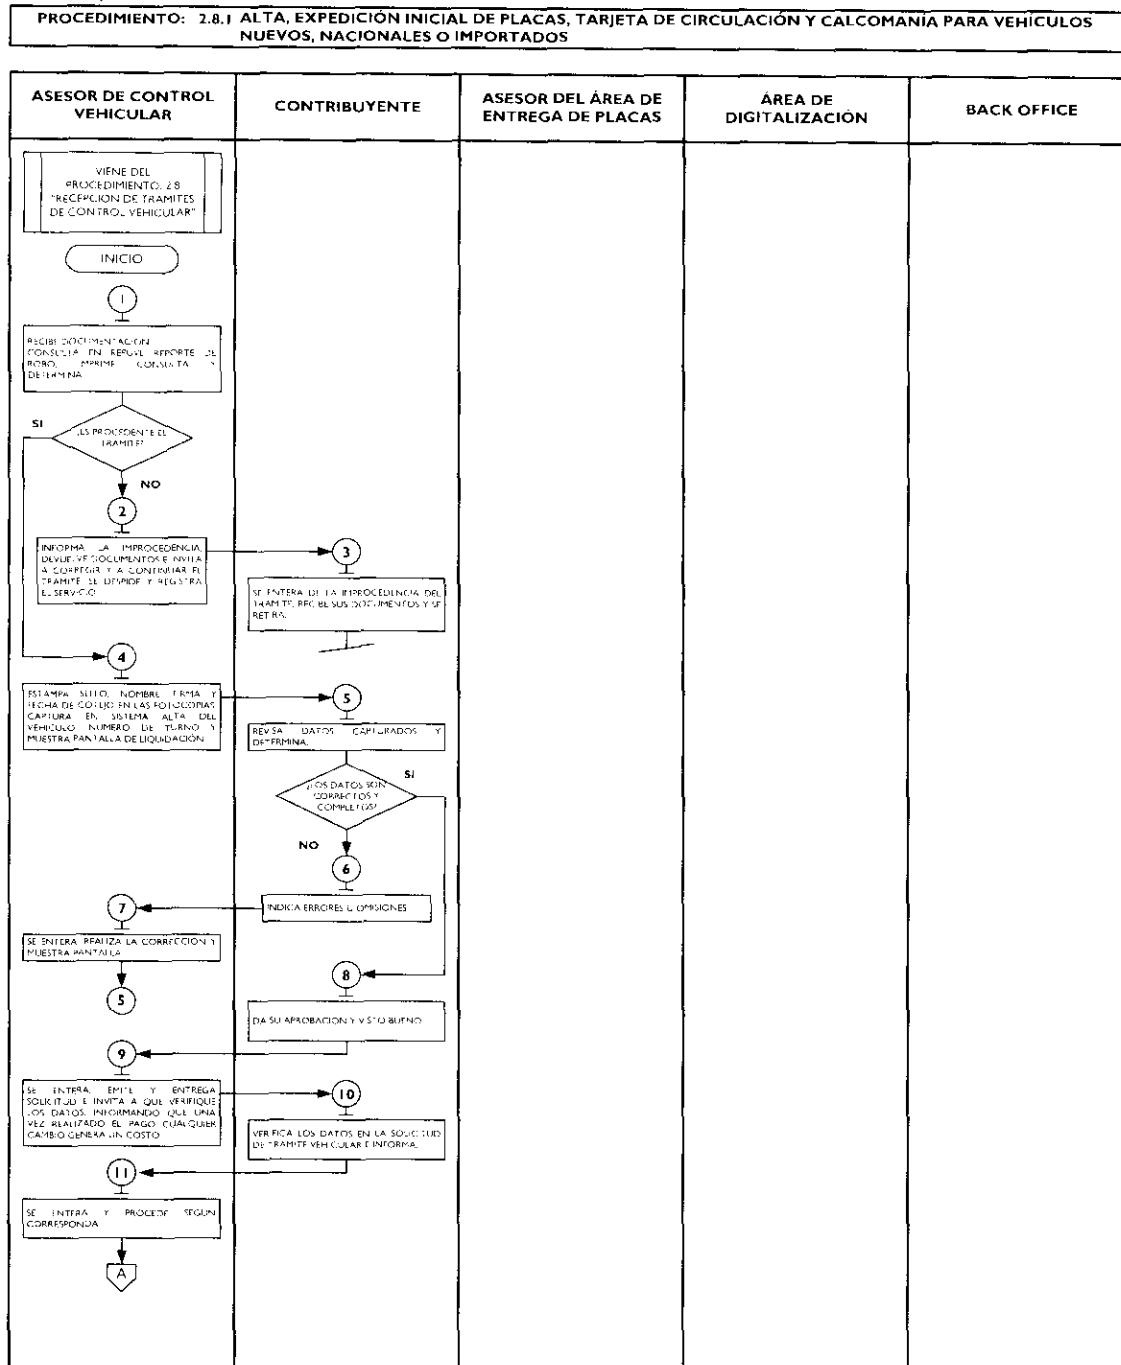 PROCEDIMIENTO: 2.8.1 ALTA, EXPEDICIÓN INICIAL DE PLACAS, TARJETA DE CIRCULACIÓN Y CALCOMANÍA PARA VEHÍCULOS
NUEVOS, NACIONALES O IMPORTADOS
ASESOR DE CONTROL
VEHICULAR
CONTRIBUYENTE
ASESOR DEL ÁREA DE
ENTREGA DE PLACAS
ÁREA DE
DIGITALIZACIÓN
BACK OFFICE
VIENE DEL
PROCEDIMIENTO: 2.8
"RECEPCION DE TRAMITES
DE CONTROL VEHICULAR"
INICIO
1
RECIBE DOCUMENTACION
CONSULTA EN REPUVE REPORTE DE
ROBO, IMPRIME CONSULTA Y
DETERMINA
SI
¿ES PROCEDENTE EL
TRAMITE?
NO
2
INFORMA LA IMPROCEDENCIA,
DEVUELVE DOCUMENTOS E INVITA
A CORREGIR Y A CONTINUAR EL
TRAMITE SE DESPIDE Y REGISTRA
EL SERVICIO
3
SE ENTERA DE LA IMPROCEDENCIA DEL
TRAMITE, RECIBE SUS DOCUMENTOS Y SE
RETIRA.
4
ESTAMPA SELLO, NOMBRE FIRMA Y
FECHA DE COTEJO EN LAS FOTOCOPIAS
CAPTURA EN SISTEMA ALTA DEL
VEHICULO NUMERO DE TURNO Y
MUESTRA PANTALLA DE LIQUIDACIÓN
5
REVISA DATOS CAPTURADOS Y
DETERMINA.
¿LOS DATOS SON
CORRECTOS Y
COMPLETOS?
SI
NO
6
INDICA ERRORES U OMISIONES
7
SE ENTERA REALIZA LA CORRECCION Y
MUESTRA PANTALLA
5
8
DA SU APROBACION Y VISTO BUENO
9
SE ENTERA, EMITE Y ENTREGA
SOLICITUD E INVITA A QUE VERIFIQUE
LOS DATOS, INFORMANDO QUE UNA
VEZ REALIZADO EL PAGO CUALQUIER
CAMBIO GENERA UN COSTO
10
VERIFICA LOS DATOS EN LA SOLICITUD
DE TRAMITE VEHICULAR E INFORMA.
11
SE ENTERA Y PROCEDE SEGUN
CORRESPONDA
A